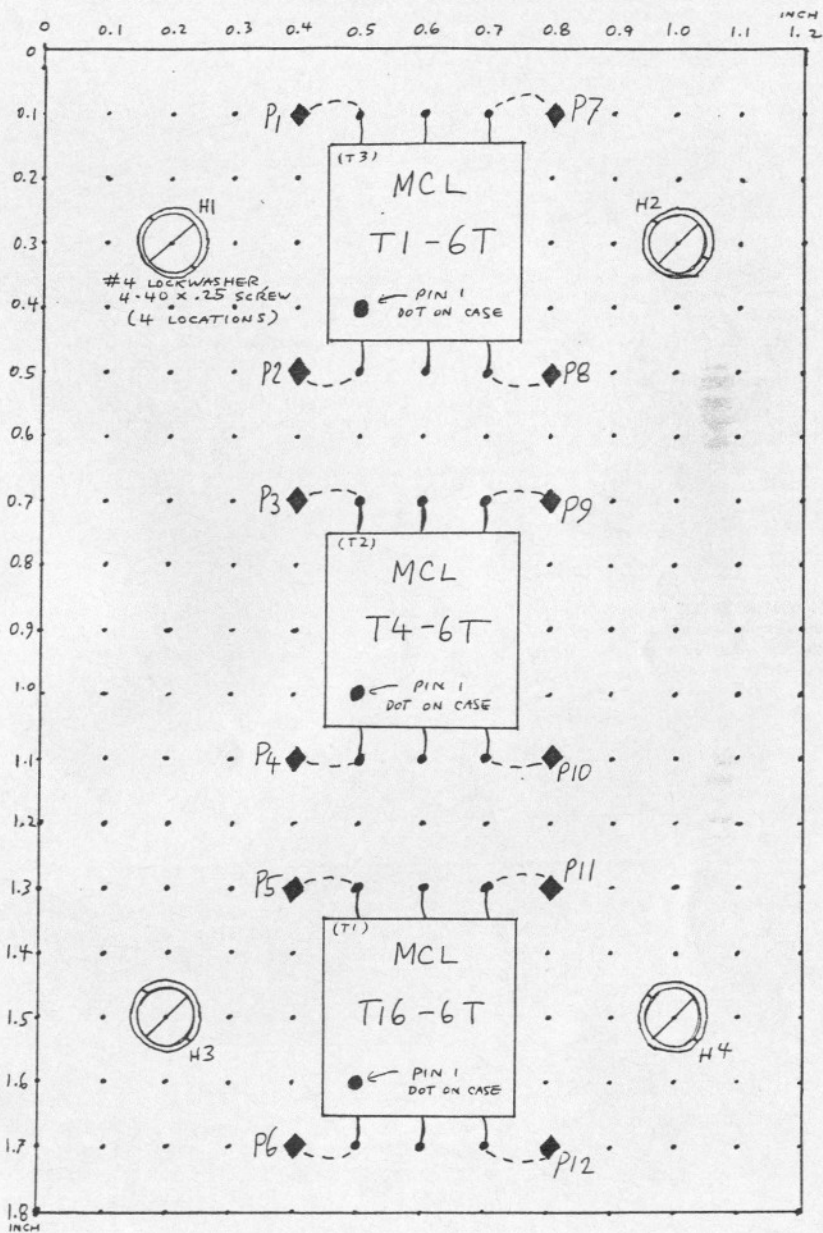 INCH
0 0.1 0.2 0.3 0.4 0.5 0.6 0.7 0.8 0.9 1.0 1.1 1.2
0
0.1
P1
P7
(T3)
MCL
0.2
H1
H2
T1-6T
0.3
#4 LOCKWASHER
4-40 x .25 SCREW
(4 LOCATIONS)
PIN 1
DOT ON CASE
0.4
0.5
P2
P8
0.6
0.7
P3
P9
(T2)
MCL
0.8
T4-6T
0.9
PIN 1
DOT ON CASE
1.0
1.1
P4
P10
1.2
1.3
P5
P11
(T1)
MCL
1.4
T16-6T
1.5
H3
H4
PIN 1
DOT ON CASE
1.6
1.7
P6
P12
1.8
INCH